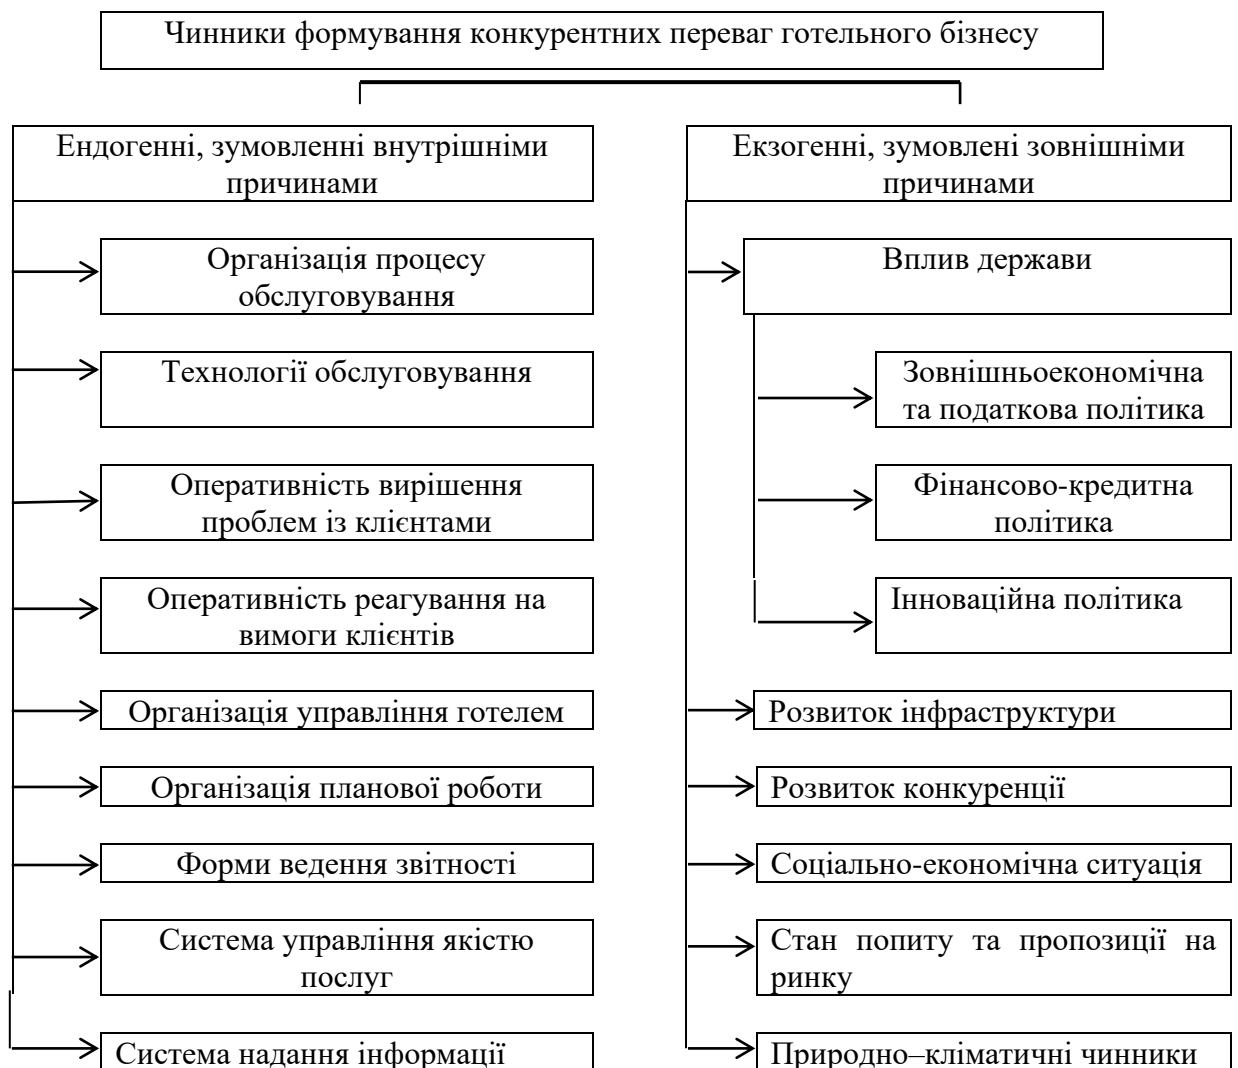 Чинники формування конкурентних переваг готельного бізнесу
Ендогенні, зумовленні внутрішніми
причинами
Організація процесу
обслуговування
Технології обслуговування
Оперативність вирішення
проблем із клієнтами
Оперативність реагування на
вимоги клієнтів
Організація управління готелем
Організація планової роботи
Форми ведення звітності
Система управління якістю
послуг
Система надання інформації
Екзогенні, зумовлені зовнішніми
причинами
Вплив держави
Зовнішньоекономічна
та податкова політика
Фінансово-кредитна
політика
Інноваційна політика
Розвиток інфраструктури
Розвиток конкуренції
Соціально-економічна ситуація
Стан попиту та пропозиції на
ринку
Природно–кліматичні чинники